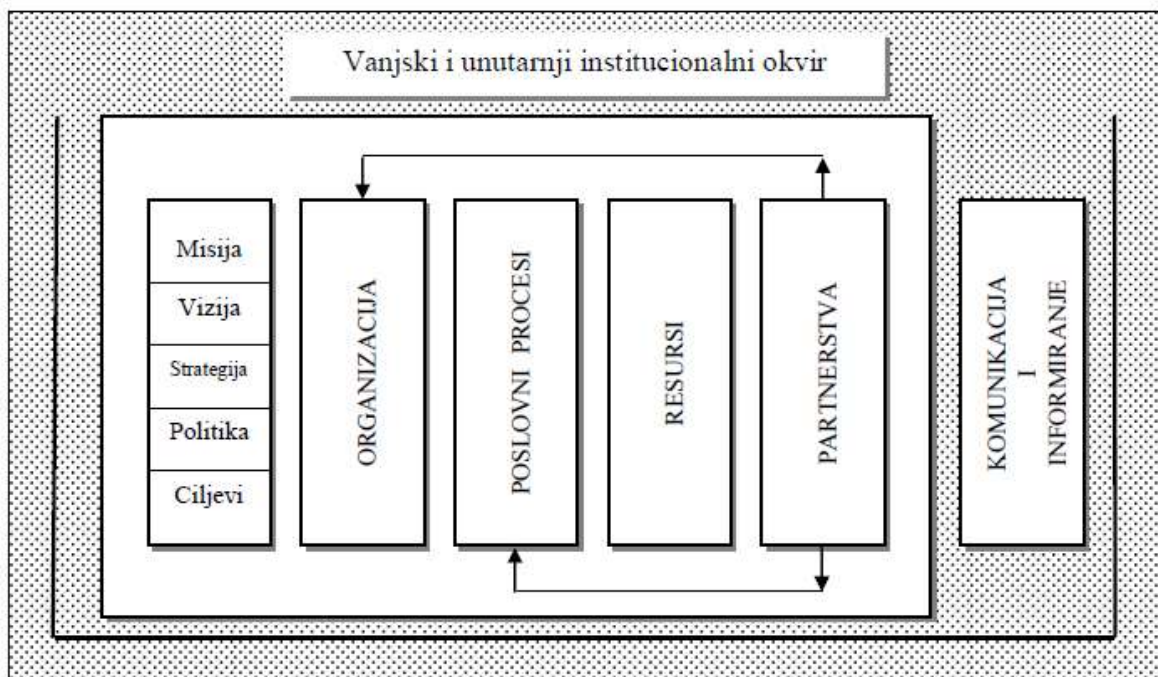 Vanjski i unutarnji institucionalni okvir
Misija
Vizija
Strategija
Politika
Ciljevi
ORGANIZACIJA
POSLOVNI PROCESI
RESURSI
PARTNERSTVA
KOMUNIKACIJA
I
INFORMIRANJE